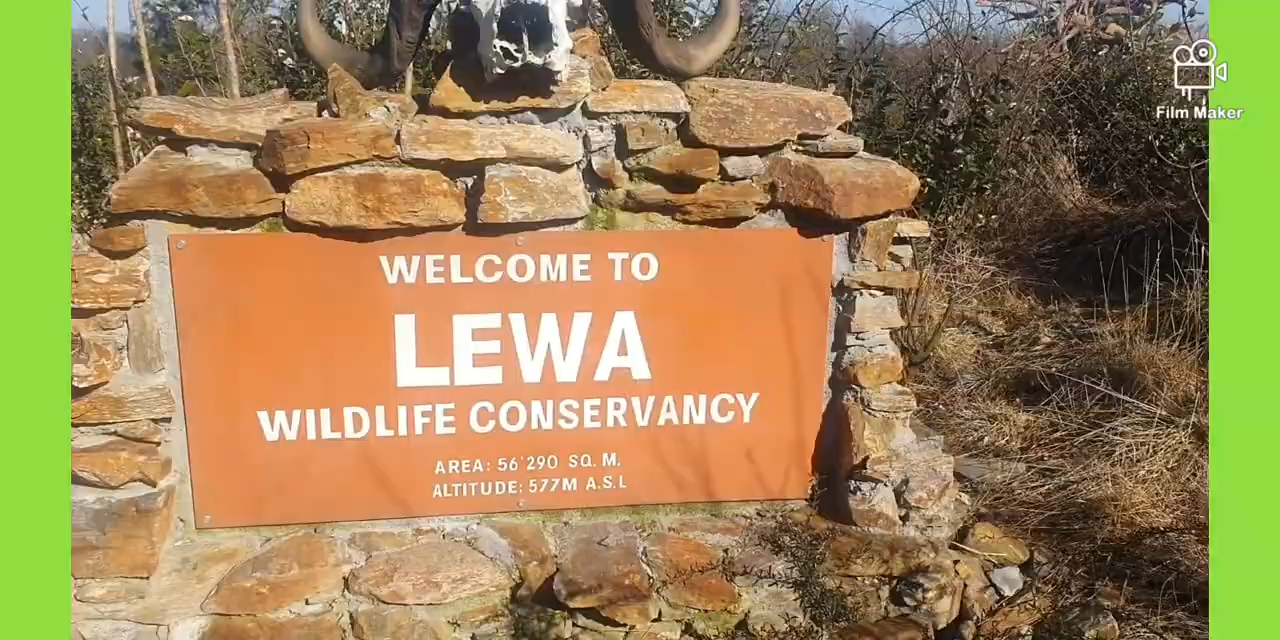 Film Maker
WELCOME TO
LEWA
WILDLIFE CONSERVANCY
AREA: 56'290 SQ. M.
ALTITUDE: 577M A.S.L